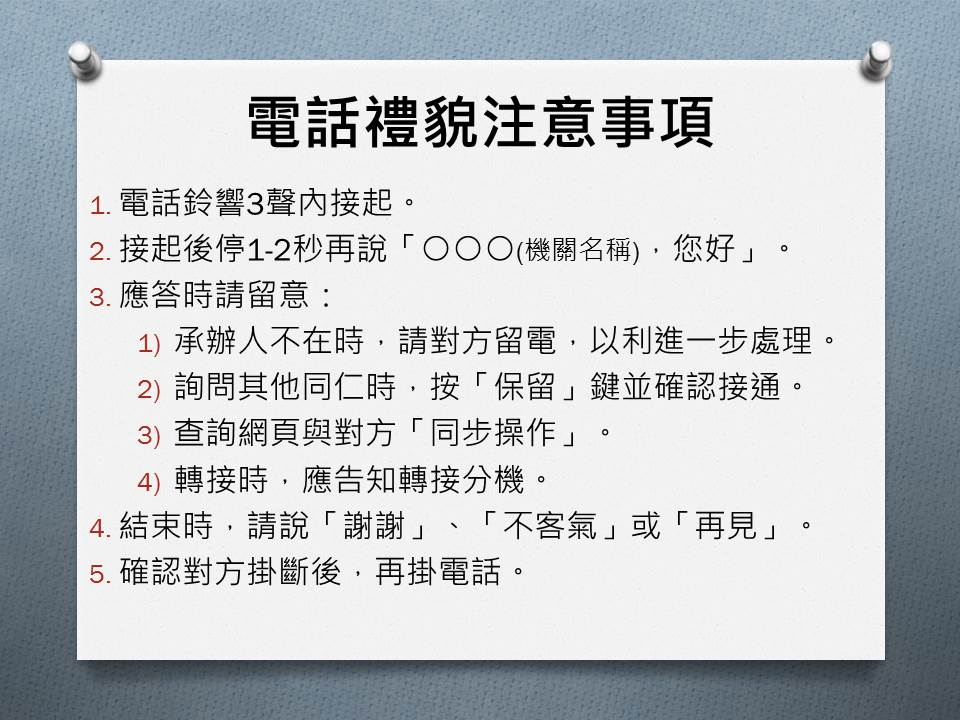 電話禮貌注意事項
1. 電話鈴響3聲內接起。
2. 接起後停1-2秒再說「〇〇〇(機關名稱)，您好」。
3. 應答時請留意：
1) 承辦人不在時，請對方留電，以利進一步處理。
2) 詢問其他同仁時，按「保留」鍵並確認接通。
3) 查詢網頁與對方「同步操作」。
4) 轉接時，應告知轉接分機。
4. 結束時，請說「謝謝」、「不客氣」或「再見」。
5. 確認對方掛斷後，再掛電話。